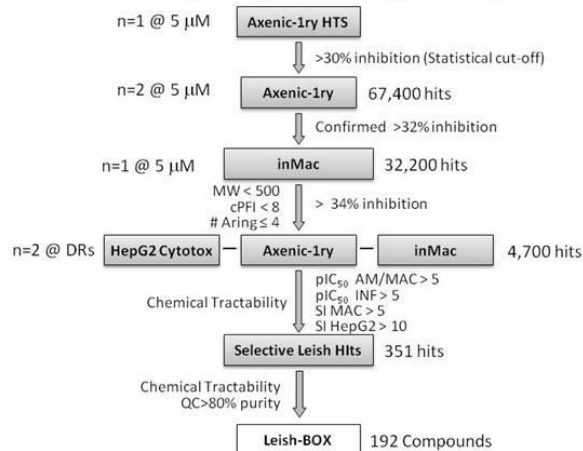 n=1 @ 5 µM Axenic-1ry HTS
>30% inhibition (Statistical cut-off)
n=2 @ 5 µM Axenic-1ry 67,400 hits
Confirmed >32% inhibition
n=1 @ 5 µM inMac 32,200 hits
MW < 500
cPFI < 8
# Aring ≤ 4
> 34% inhibition
n=2 @ DRs HepG2 Cytotox Axenic-1ry inMac 4,700 hits
Chemical Tractability
pIC50 AM/MAC > 5
pIC50 INF > 5
SI MAC > 5
SI HepG2 > 10
Selective Leish HIts 351 hits
Chemical Tractability
QC>80% purity
Leish-BOX 192 Compounds